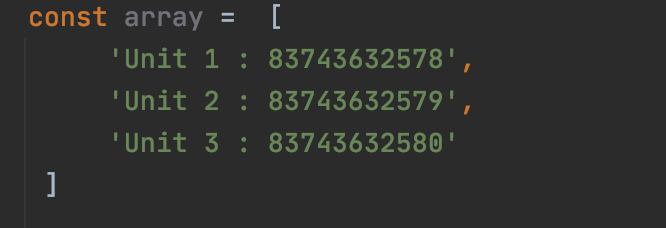 const array =  [
'Unit 1 : 83743632578',
'Unit 2 : 83743632579',
'Unit 3 : 83743632580'
]